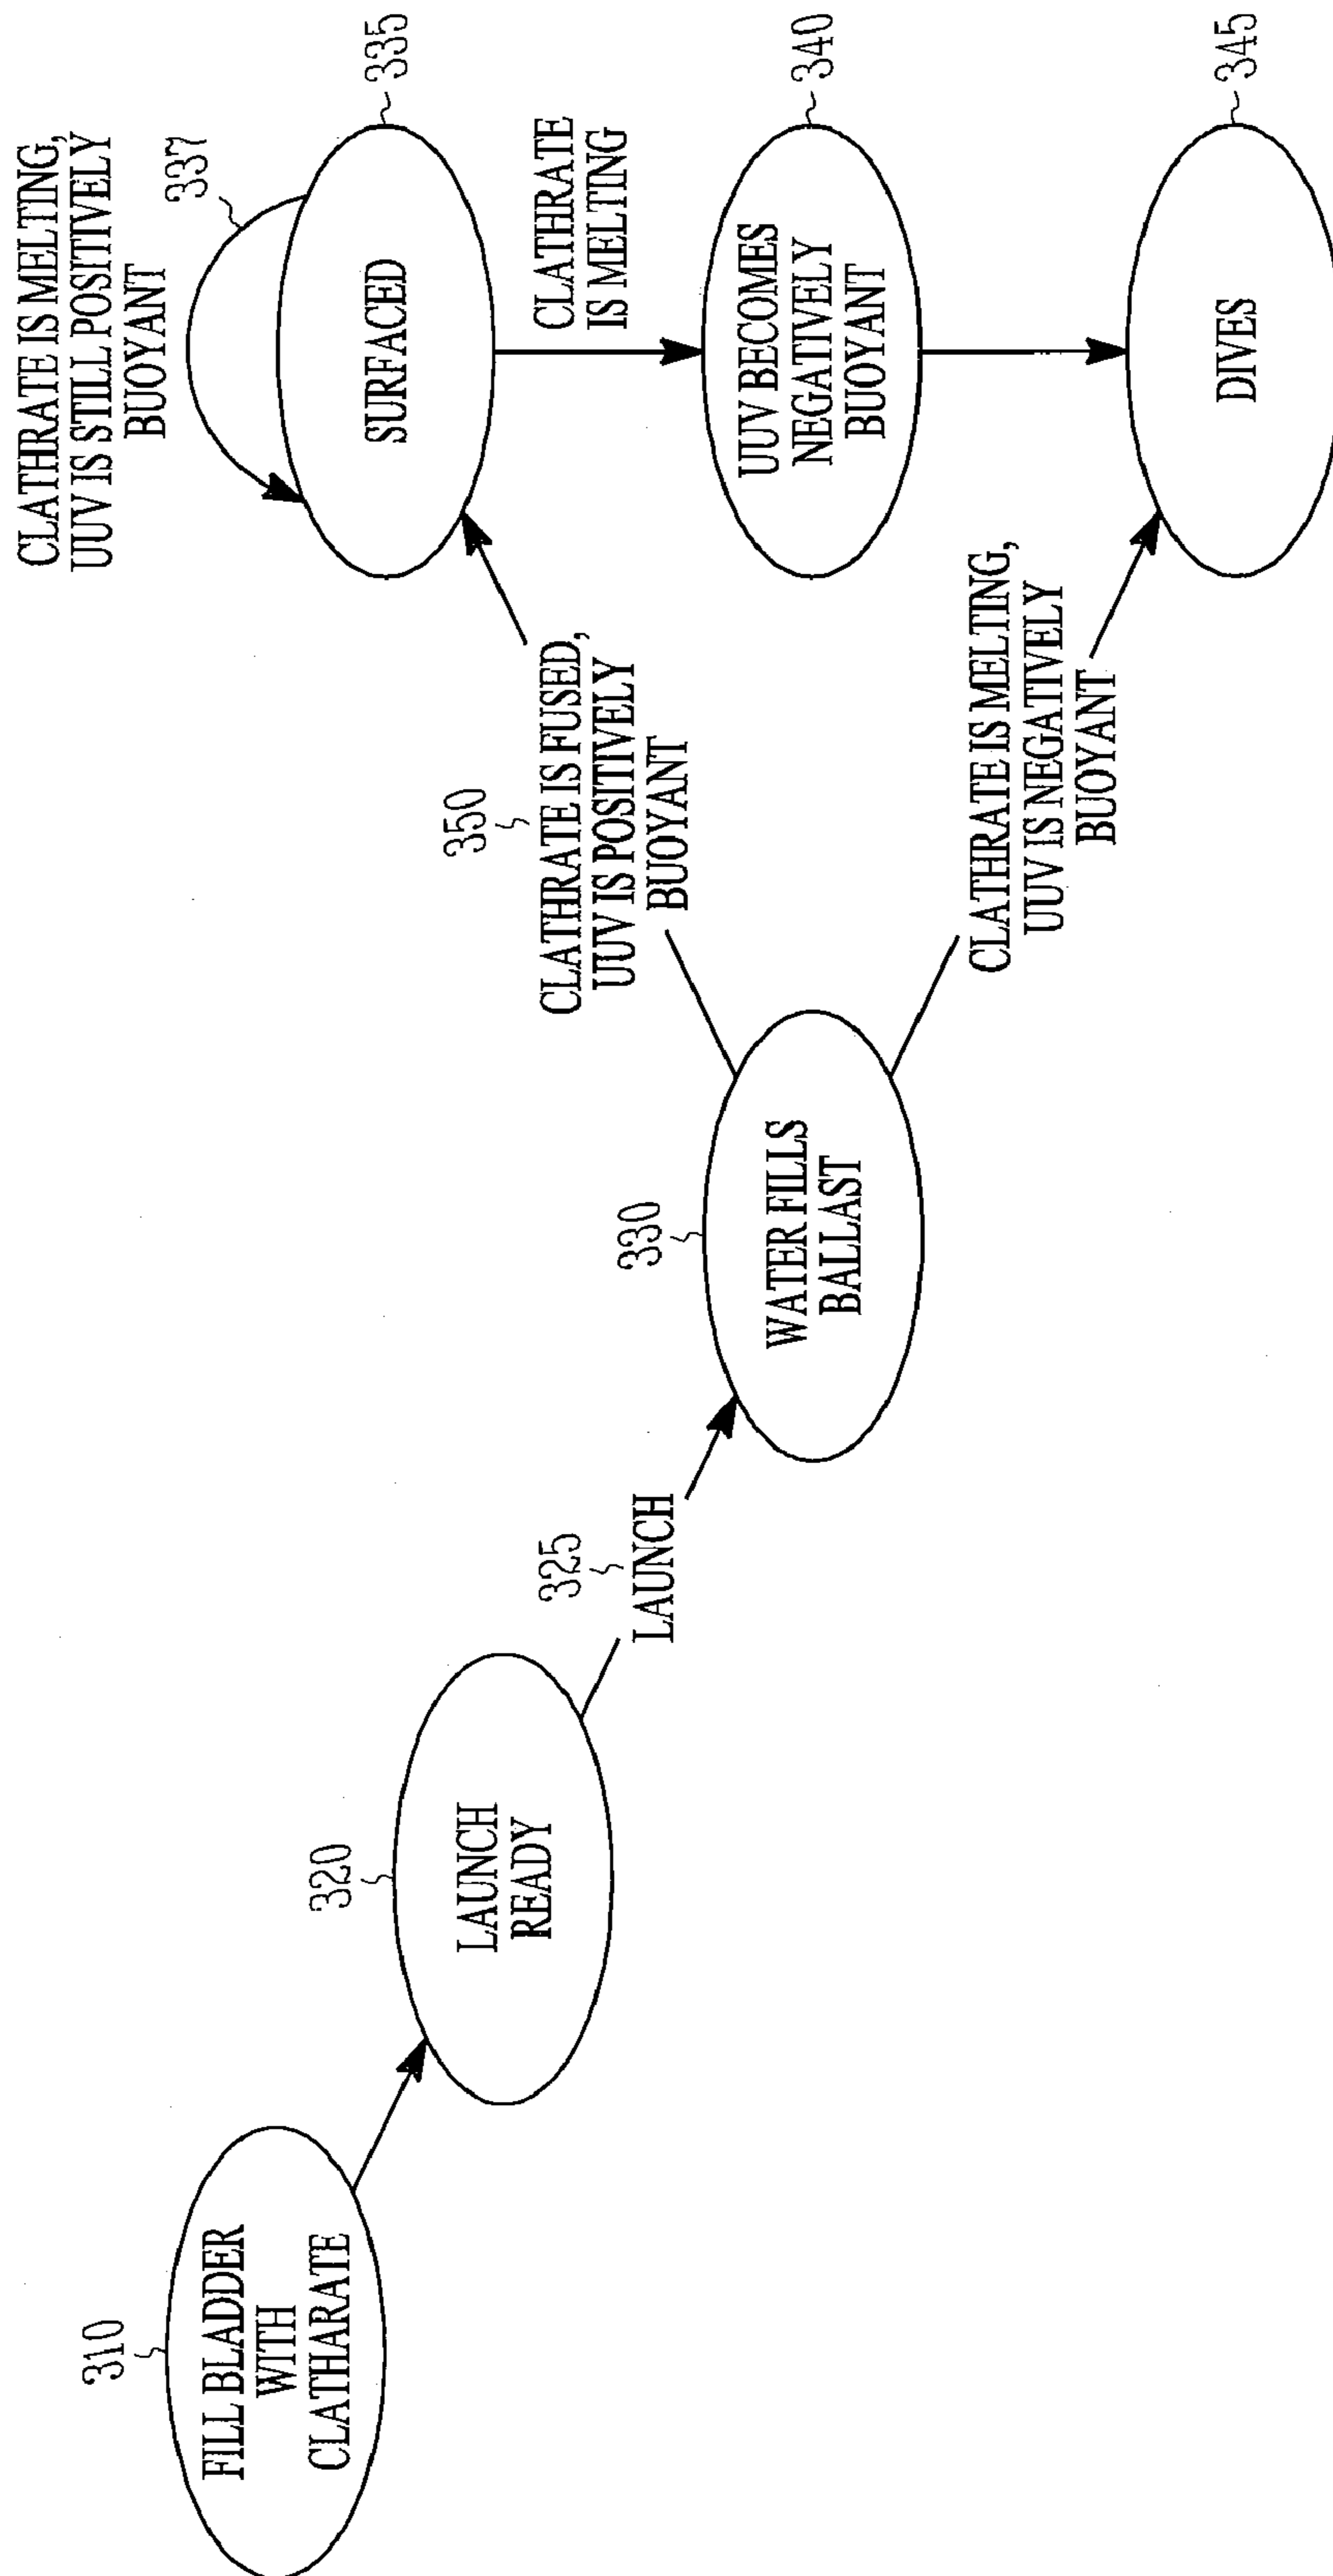 310
FILL BLADDER
WITH
CLATHARATE
320
LAUNCH
READY
325
LAUNCH
330
WATER FILLS
BALLAST
350
CLATHRATE IS FUSED,
UUV IS POSITIVELY
BUOYANT
CLATHRATE IS MELTING,
UUV IS NEGATIVELY
BUOYANT
CLATHRATE IS MELTING,
UUV IS STILL POSITIVELY
BUOYANT
337
SURFACED
335
CLATHRATE
IS MELTING
UUV BECOMES
NEGATIVELY
BUOYANT
340
DIVES
345